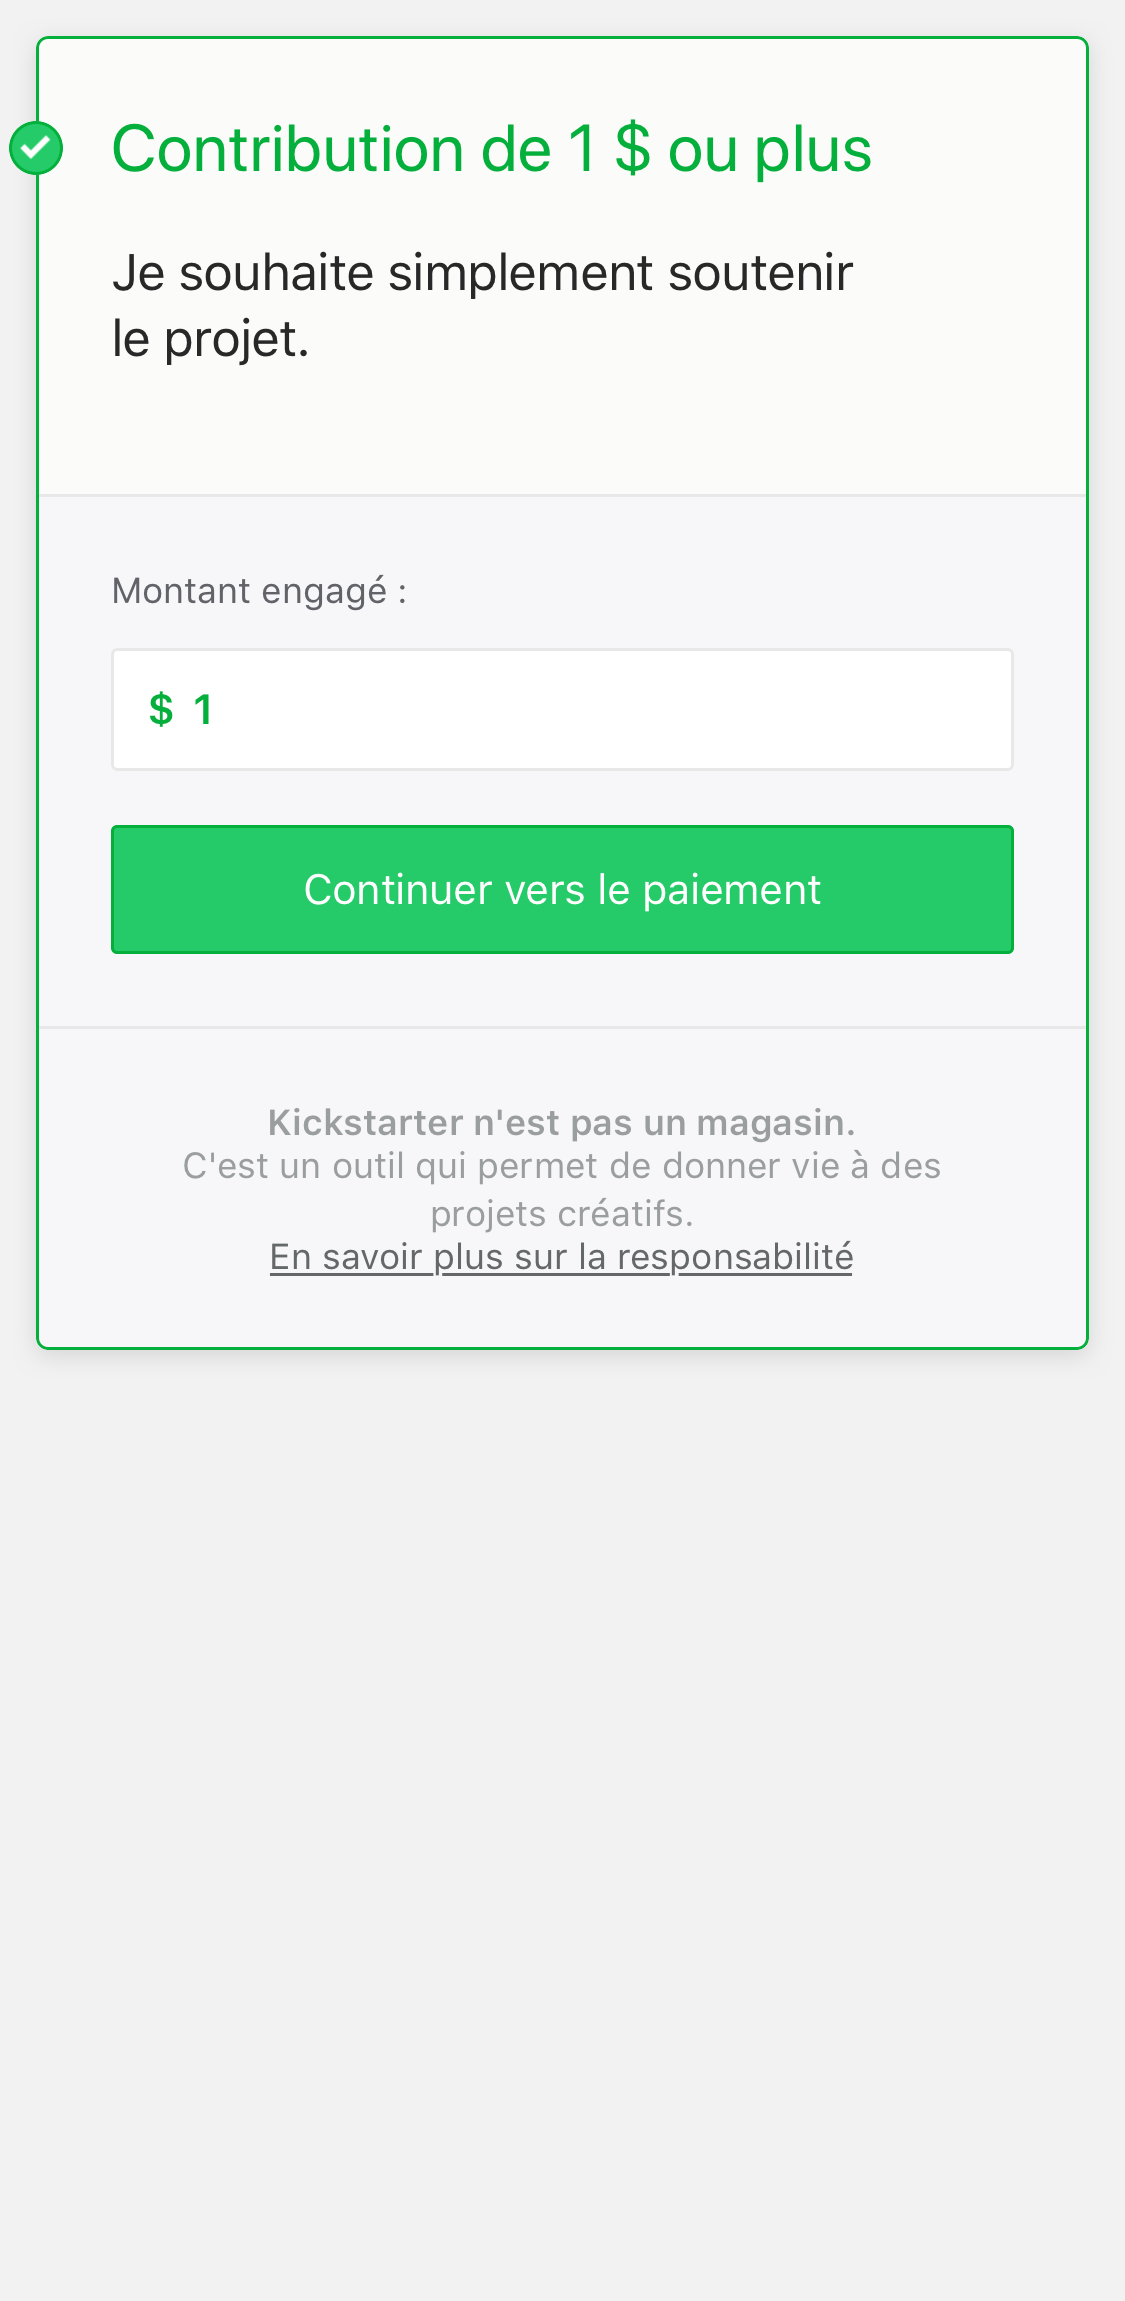 Contribution de 1 $ ou plus
Je souhaite simplement soutenir
le projet.
Montant engagé :
$ 1
Continuer vers le paiement
Kickstarter n'est pas un magasin.
C'est un outil qui permet de donner vie à des
projets créatifs.
En savoir plus sur la responsabilité